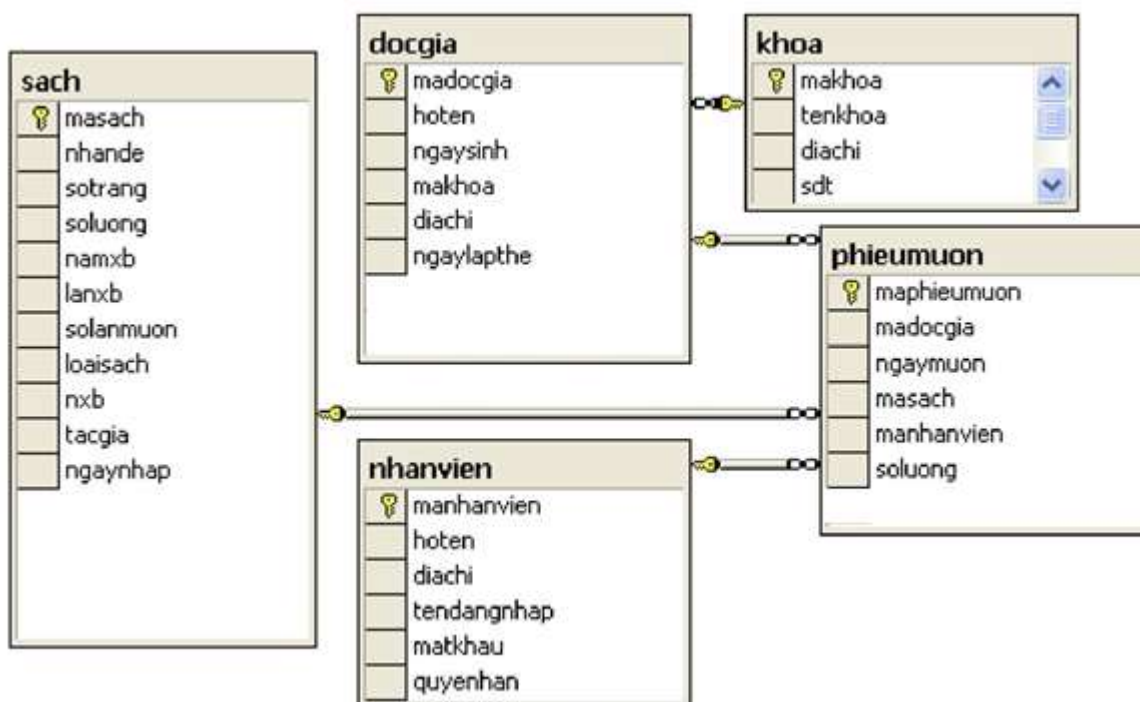 sach
masach
nhande
sotrang
soluong
namxb
lanxb
solanmuon
loaisach
nxb
tacgia
ngaynhap
docgia
madocgia
hoten
ngaysinh
makhoa
diachi
ngaylapthe
khoa
makhoa
tenkhoa
diachi
sdt
phieumuon
maphieumuon
madocgia
ngaymuon
masach
manhanvien
soluong
nhanvien
manhanvien
hoten
diachi
tendangnhap
matkhau
quyenhan